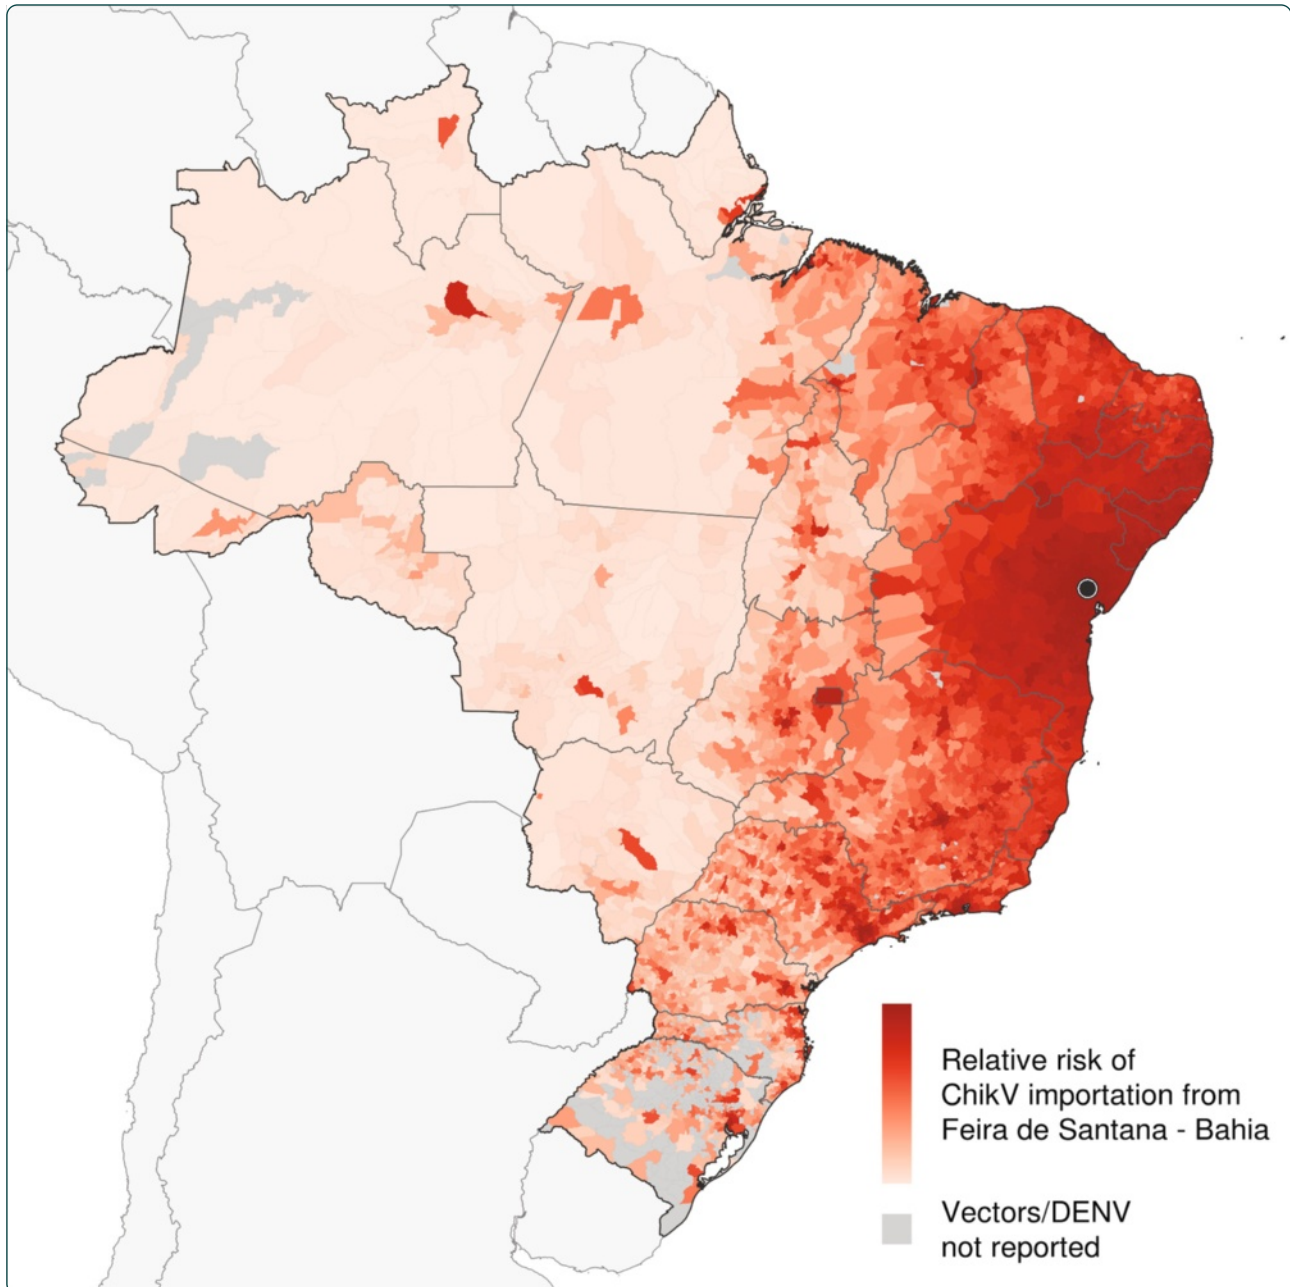 Relative risk of
ChikV importation from
Feira de Santana - Bahia
Vectors/DENV
not reported